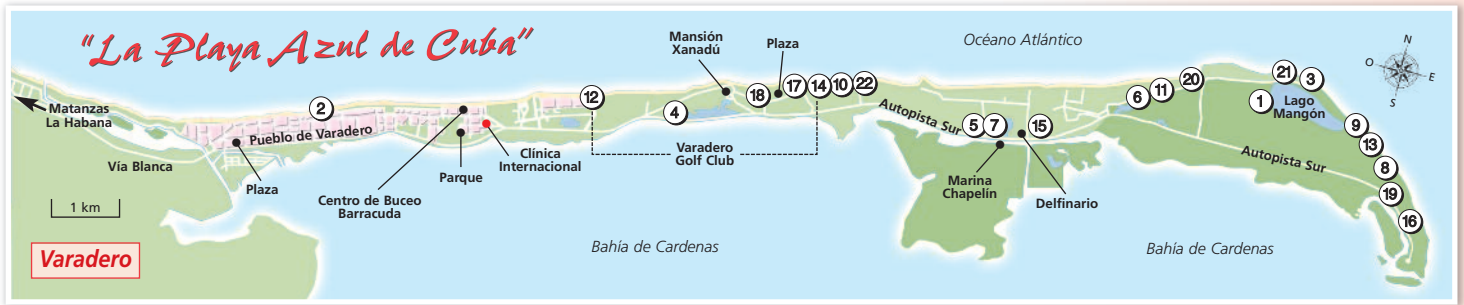 “La Playa Azul de Cuba”
Océano Atlántico
Mansión
Xanadú
Plaza
N
O
E
S
Matanzas
La Habana
2
Pueblo de Varadero
12
4
18
17
14
10
22
Autopista Sur
5
7
15
6
11
20
21
3
1
Lago
Mangón
9
13
8
19
16
Autopista Sur
Vía Blanca
Plaza
Centro de Buceo
Barracuda
Parque
Clínica
Internacional
Varadero
Golf Club
Marina
Chapelín
Delfinario
1 km
Varadero
Bahía de Cardenas
Bahía de Cardenas